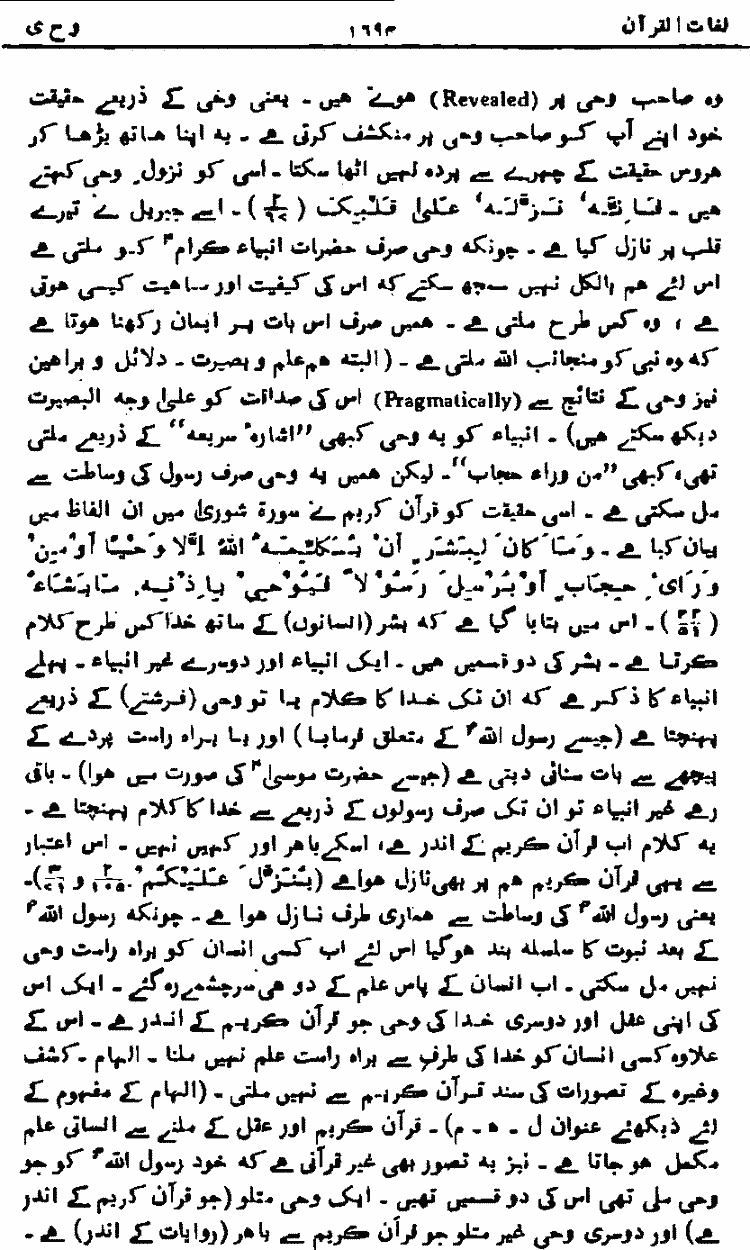 لغات القرآن ۱۶۹۳ و ح ی
وہ صاحب وحی پر (Revealed) ہوتے ہیں ۔ یعنی وحی کے ذریعے حقیقت
خود اپنے آپ کو صاحب وحی پر منکشف کرتی ہے ۔ یہ اپنا ہاتھ بڑھا کر
عروس حقیقت کے چہرے سے پردہ نہیں اٹھا سکتا ۔ اسی کو نزول وحی کہتے
ہیں ۔ فَاِنَّہٗ نَزَّلَہٗ عَلیٰ قَلْبِکَ (۲/۹۷) ۔ اسے جبریل نے تیرے
قلب پر نازل کیا ہے ۔ چونکہ وحی صرف حضرات انبیاء کرامؑ کو ملتی ہے
اس لئے ہم بالکل نہیں سمجھ سکتے کہ اس کی کیفیت اور ماہیت کیسی ہوتی
ہے ، وہ کس طرح ملتی ہے ۔ ہمیں صرف اس بات پر ایمان رکھنا ہوتا ہے
کہ وہ نبی کو منجانب اللہ ملتی ہے ۔ (البتہ ہم علم و بصیرت ۔ دلائل و براھین
نیز وحی کے نتائج سے (Pragmatically) اس کی صداقت کو علیٰ وجہ البصیرت
دیکھ سکتے ہیں) ۔ انبیاء کو یہ وحی کبھی ”اشارہٴ سریعہ“ کے ذریعے ملتی
تھی، کبھی ”من وراء حجاب“ ۔ لیکن ہمیں یہ وحی صرف رسول کی وساطت سے
مل سکتی ہے ۔ اسی حقیقت کو قرآن کریم نے سورۃ شوریٰ میں ان الفاظ میں
بیان کیا ہے ۔ وَمَا کَانَ لِبَشَرٍ اَنْ یُّکَلِّمَہُ اللہُ اِلَّا وَحْیًا اَوْ مِنْ
وَّرَآیِٔ حِجَابٍ اَوْ یُرْسِلَ رَسُوْلاً فَیُوْحِیَ بِاِذْنِہٖ مَا یَشَآءُ
(۴۲/۵۱) ۔ اس میں بتایا گیا ہے کہ بشر (انسانوں) کے ساتھ خدا کس طرح کلام
کرتا ہے ۔ بشر کی دو قسمیں ہیں ۔ ایک انبیاء اور دوسرے غیر انبیاء ۔ پہلے
انبیاء کا ذکر ہے کہ ان تک خدا کا کلام یا تو وحی (فرشتے) کے ذریعے
پہنچتا ہے (جیسے رسول اللہؐ کے متعلق فرمایا) اور یا براہ راست پردے کے
پیچھے سے بات سنائی دیتی ہے (جیسے حضرت موسیٰؑ کی صورت میں ہوا) ۔ باقی
رہے غیر انبیاء تو ان تک صرف رسولوں کے ذریعے سے خدا کا کلام پہنچتا ہے ۔
یہ کلام اب قرآن کریم کے اندر ہے، اسکے باہر اور کہیں نہیں ۔ اس اعتبار
سے یہی قرآن کریم ہم پر بھی نازل ہوا ہے (یُنَزَّلَ عَلَیْکُمْ ۲/۱۰۵ و) ۔
یعنی رسول اللہؐ کی وساطت سے ہماری طرف نازل ہوا ہے ۔ چونکہ رسول اللہؐ
کے بعد نبوت کا سلسلہ بند ہوگیا اس لئے اب کسی انسان کو براہ راست وحی
نہیں مل سکتی ۔ اب انسان کے پاس علم کے دو ہی سرچشمے رہ گئے ۔ ایک اس
کی اپنی عقل اور دوسری خدا کی وحی جو قرآن کریم کے اندر ہے ۔ اس کے
علاوہ کسی انسان کو خدا کی طرف سے براہ راست علم نہیں ملتا ۔ الہام ۔ کشف
وغیرہ کے تصورات کی سند قرآن کریم سے نہیں ملتی ۔ (الہام کے مفہوم کے
لئے دیکھئے عنوان ل ۔ ھ ۔ م) ۔ قرآن کریم اور عقل کے ملنے سے انسانی علم
مکمل ہو جاتا ہے ۔ نیز یہ تصور بھی غیر قرآنی ہے کہ خود رسول اللہؐ کو جو
وحی ملی تھی اس کی دو قسمیں تھیں ۔ ایک وحی متلو (جو قرآن کریم کے اندر
ہے) اور دوسری وحی غیر متلو جو قرآن کریم سے باہر (روایات کے اندر) ہے ۔